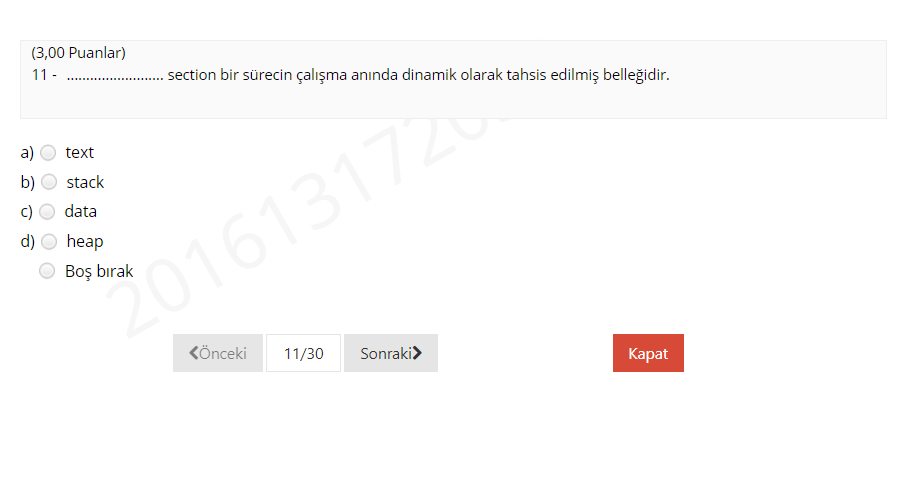 (3,00 Puanlar)
11 - ......................... section bir sürecin çalışma anında dinamik olarak tahsis edilmiş belleğidir.
a) text
b) stack
c) data
d) heap
Boş bırak
Önceki 11/30 Sonraki Kapat